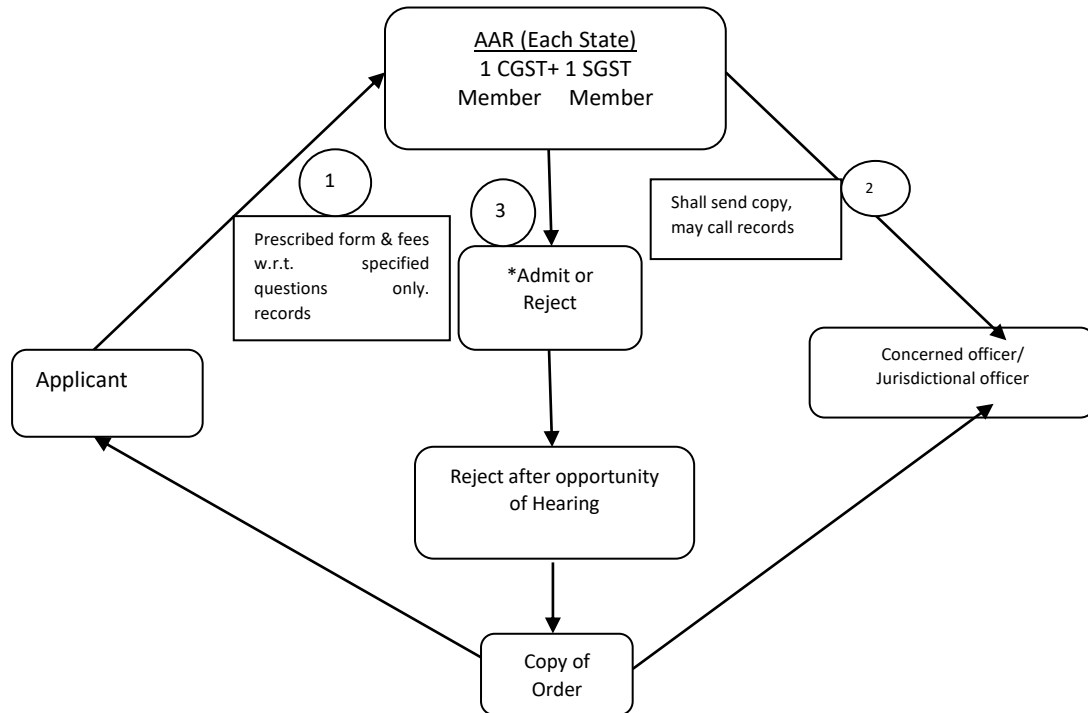 AAR (Each State)
1 CGST+ 1 SGST
Member Member
1
Prescribed form & fees
w.r.t. specified
questions only.
records
3
*Admit or
Reject
Shall send copy,
may call records
2
Applicant
Concerned officer/
Jurisdictional officer
Reject after opportunity
of Hearing
Copy of
Order